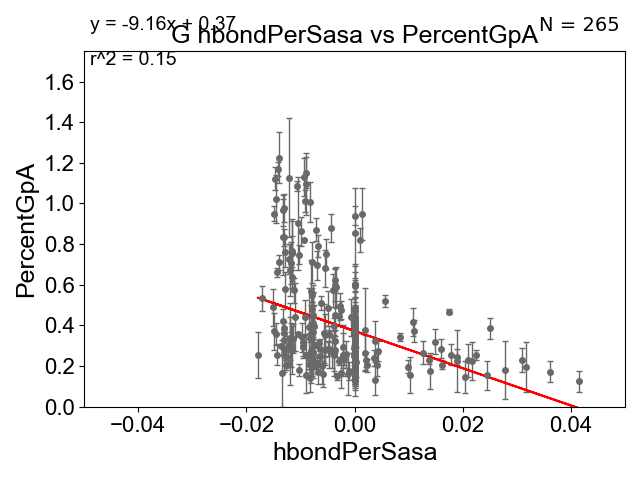 y = -9.16x + 0.37
G hbondPerSasa vs PercentGpA
N = 265
r^2 = 0.15
1.6
1.4
1.2
1.0
0.8
0.6
0.4
0.2
0.0
PercentGpA
−0.04 −0.02 0.00 0.02 0.04
hbondPerSasa